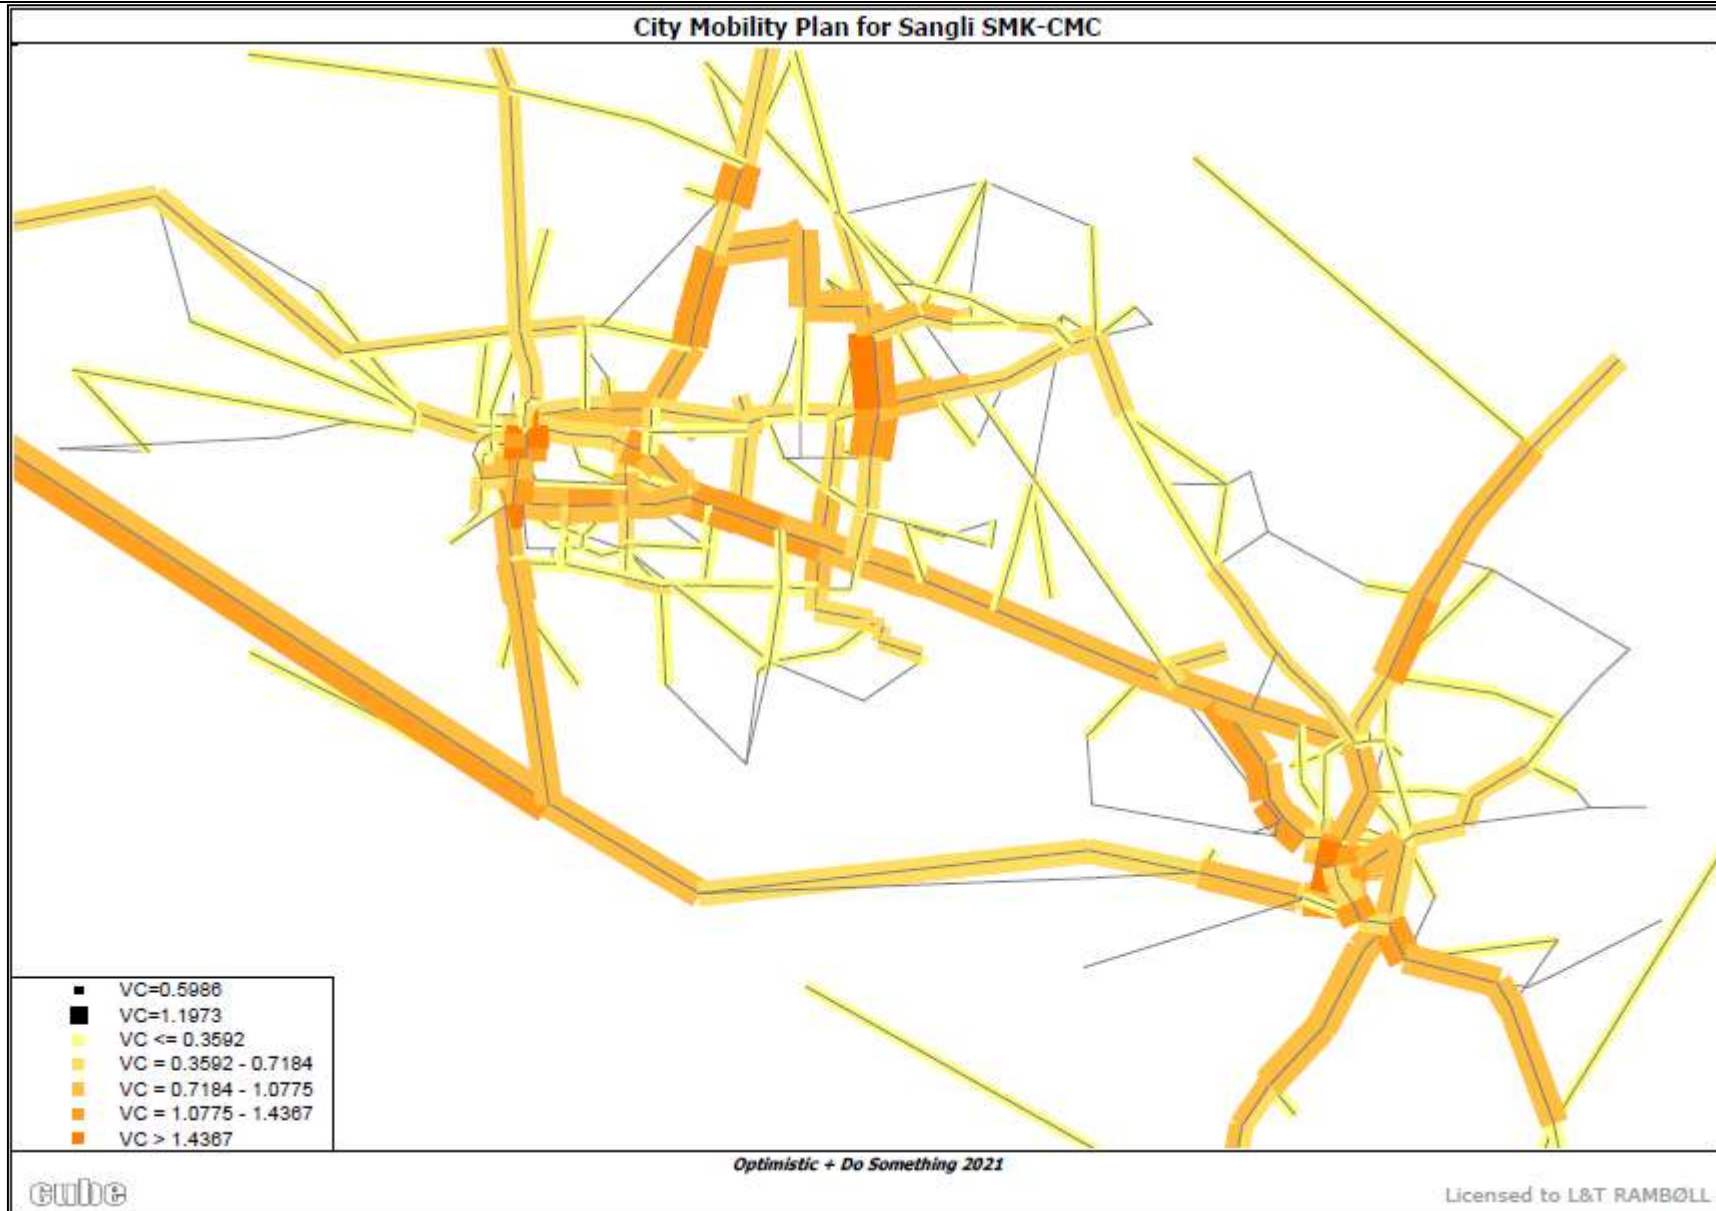 City Mobility Plan for Sangli SMK-CMC
VC=0.5986
VC=1.1973
VC <= 0.3592
VC = 0.3592 - 0.7184
VC = 0.7184 - 1.0775
VC = 1.0775 - 1.4367
VC > 1.4367
Optimistic + Do Something 2021
cube
Licensed to L&T RAMBØLL